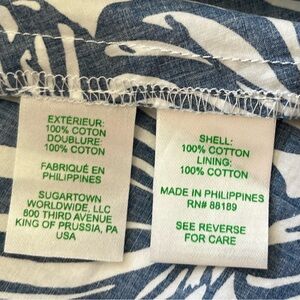 EXTÉRIEUR:
100% COTON
DOUBLURE:
100% COTON
FABRIQUÉ EN
PHILIPPINES
SUGARTOWN
WORLDWIDE, LLC
800 THIRD AVENUE
KING OF PRUSSIA, PA
USA
SHELL:
100% COTTON
LINING:
100% COTTON
MADE IN PHILIPPINES
RN# 88189
SEE REVERSE
FOR CARE